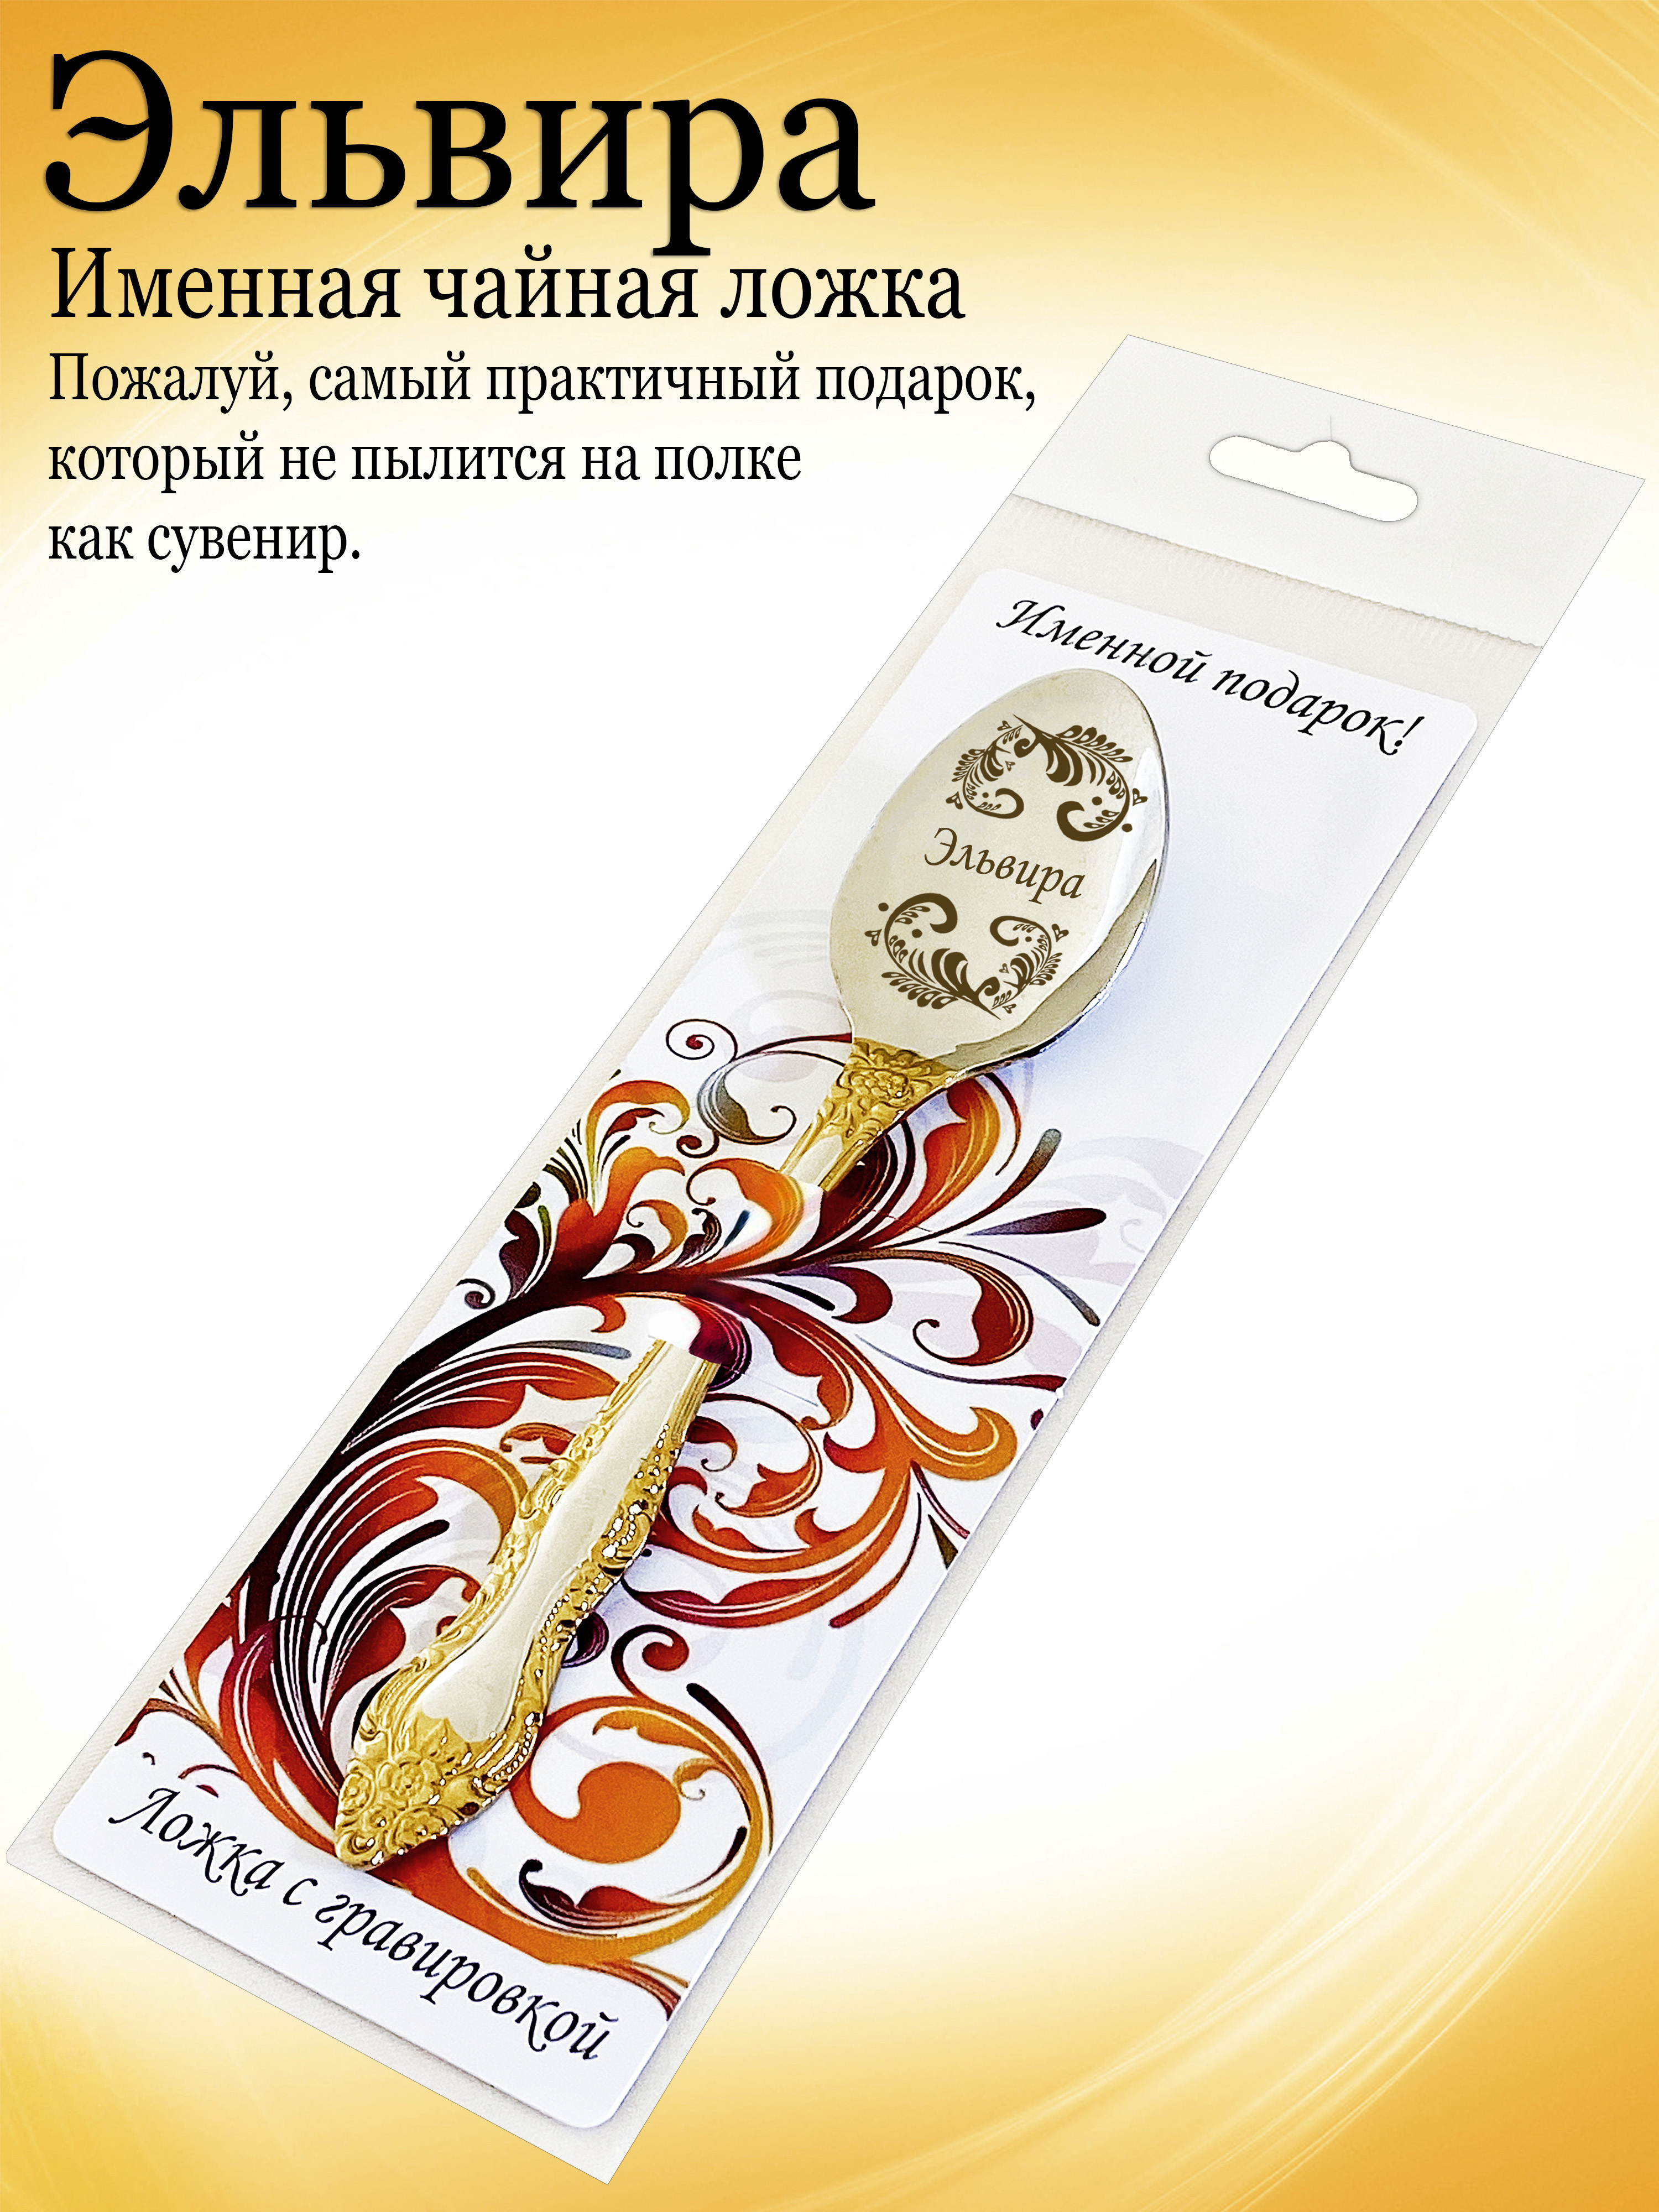 Эльвира
Именная чайная ложка
Пожалуй, самый практичный подарок,
который не пылится на полке
как сувенир.
Именной подарок!
Эльвира
Ложка с гравировкой